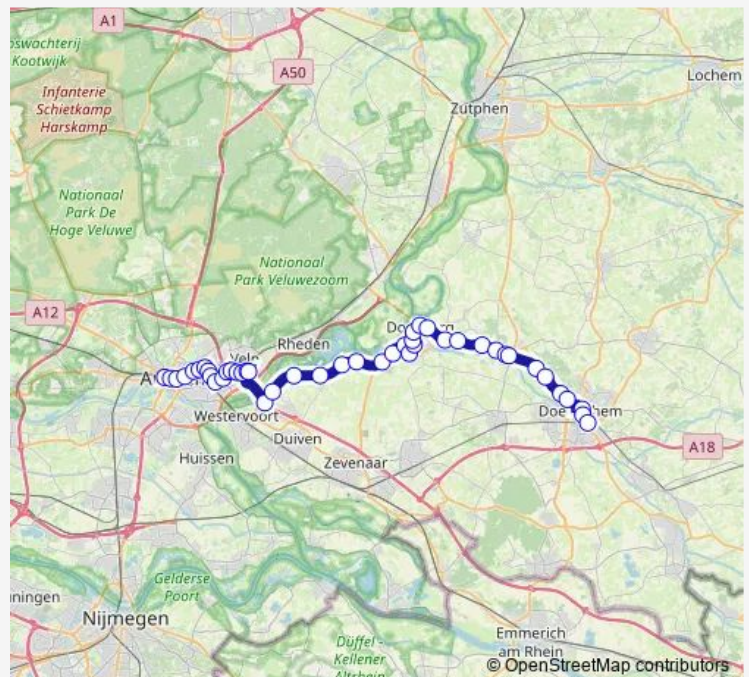 A1
oswachterij
Kootwijk
A50
Lochem
Infanterie
Schietkamp
Harskamp
Zutphen
Nationaal
Park De
Hoge Veluwe
Nationaal
Park Veluwezoom
A12
Rheden
Westervoort
Duiven
A18
Huissen
Zevenaar
Gelderse
Poort
Nijmegen
Emmerich
am Rhein
Düffel -
Kellener
© OpenStreetMap contributors